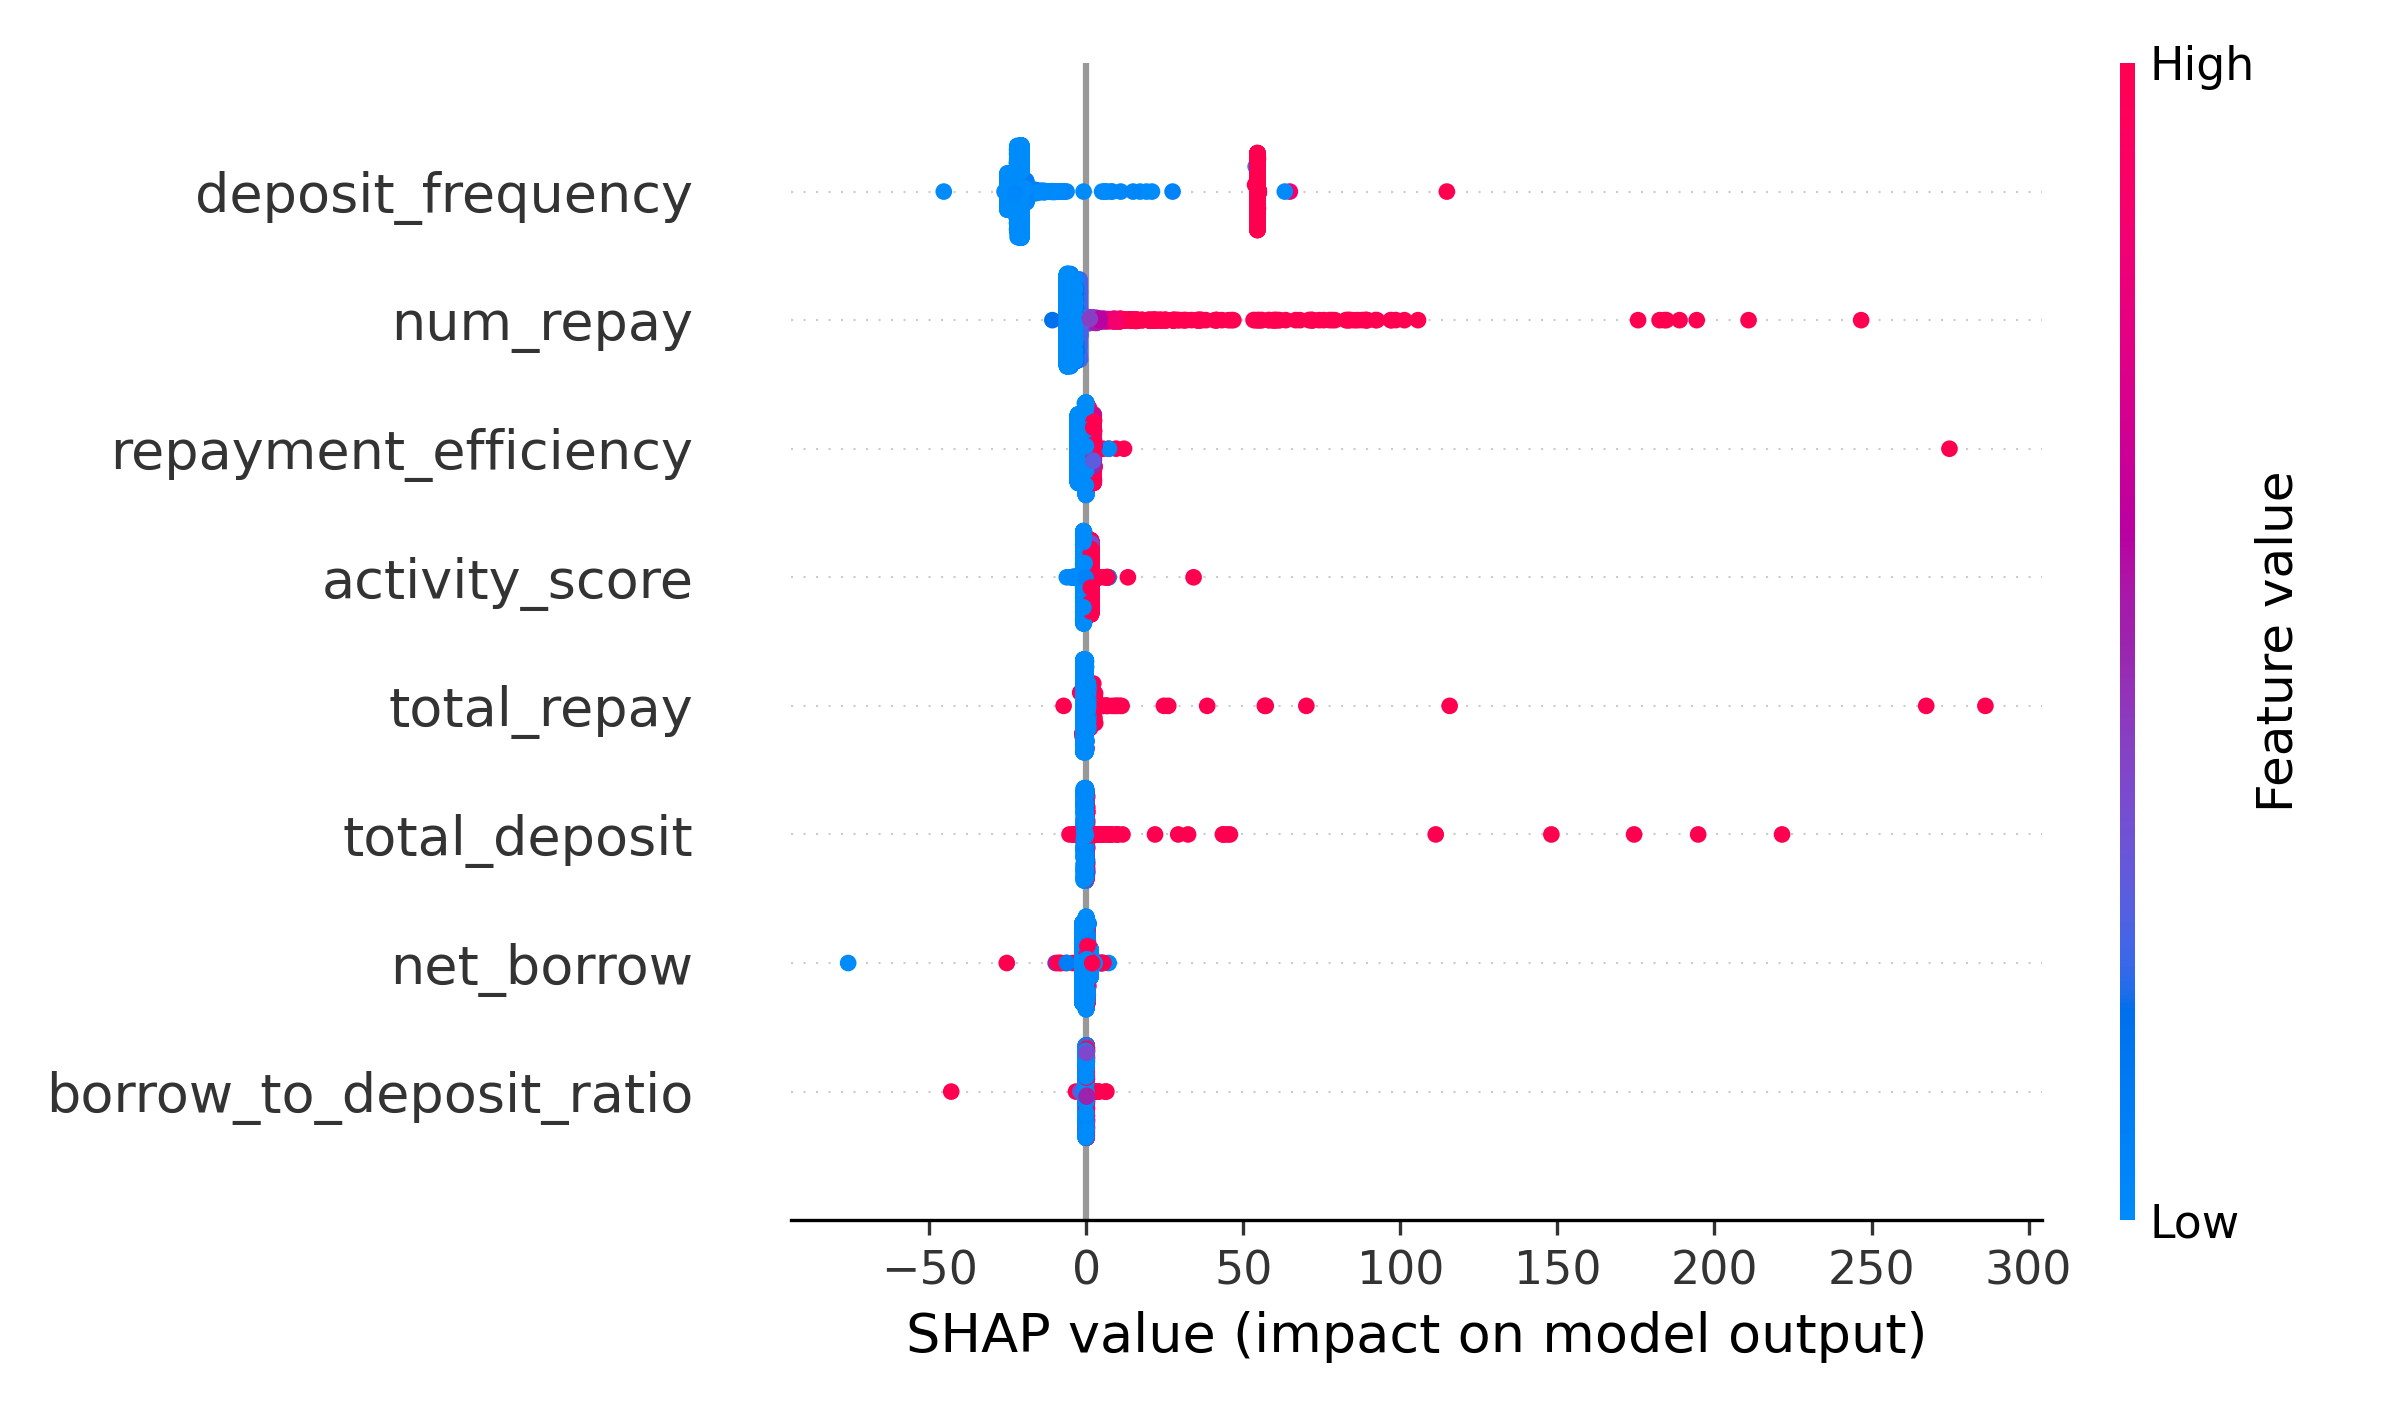 High
deposit_frequency
num_repay
repayment_efficiency
activity_score
total_repay
total_deposit
net_borrow
borrow_to_deposit_ratio
Feature value
Low
−50 0 50 100 150 200 250 300
SHAP value (impact on model output)